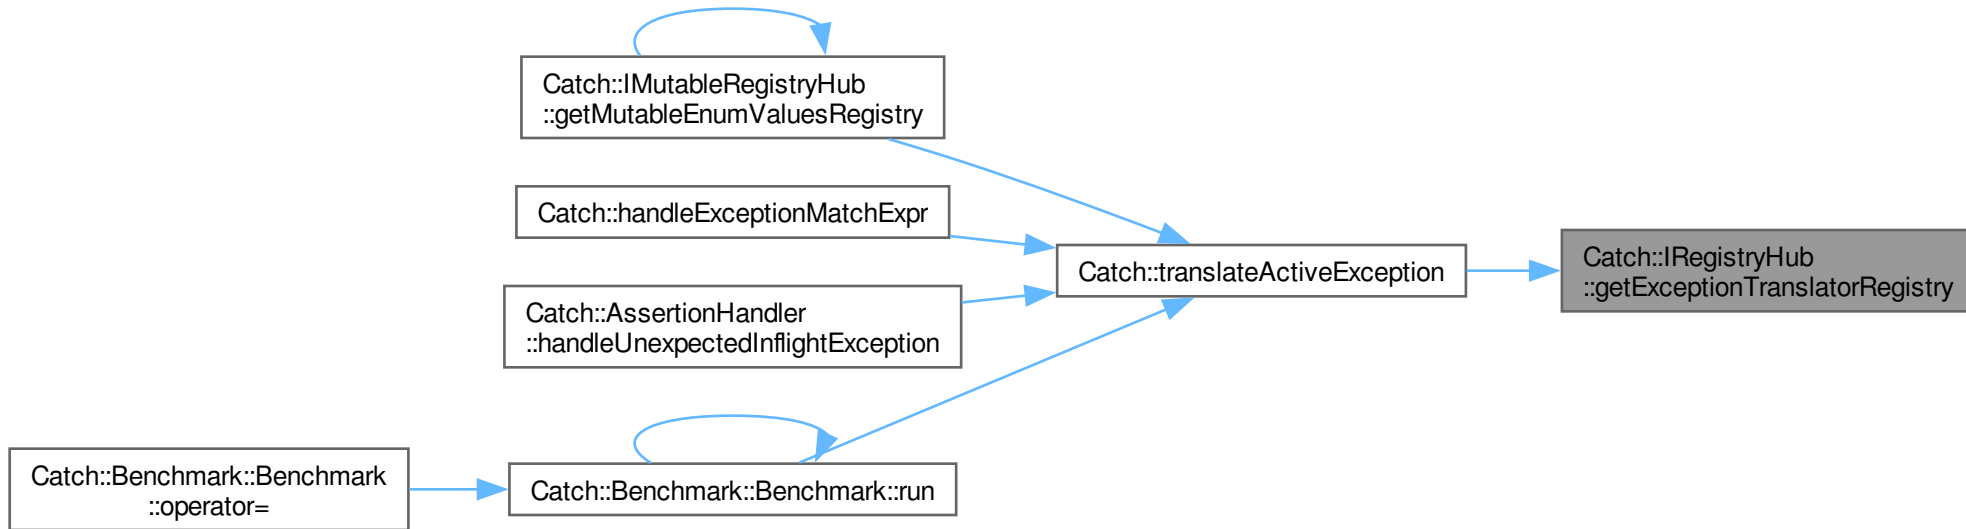 Catch::IMutableRegistryHub
::getMutableEnumValuesRegistry
Catch::handleExceptionMatchExpr
Catch::IRegistryHub
::getExceptionTranslatorRegistry
Catch::translateActiveException
Catch::AssertionHandler
::handleUnexpectedInflightException
Catch::Benchmark::Benchmark
::operator=
Catch::Benchmark::Benchmark::run